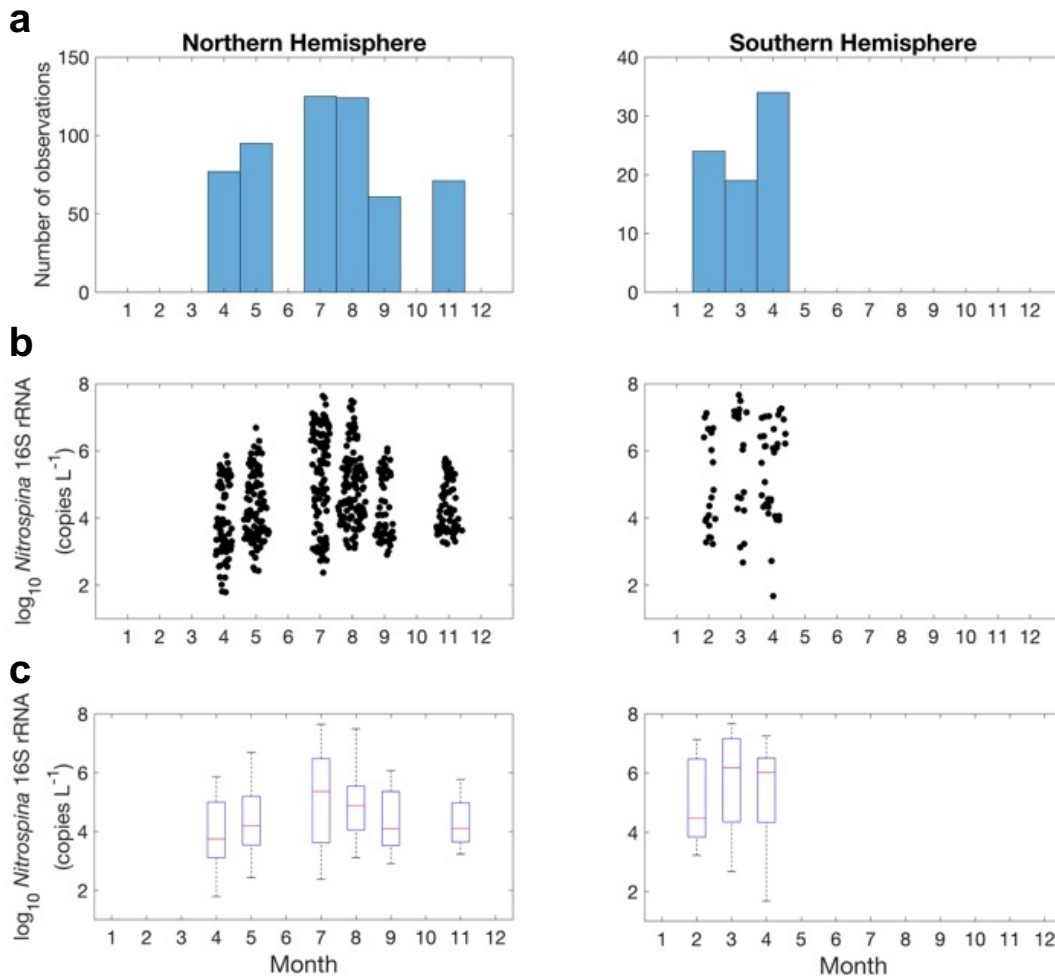 a
Northern Hemisphere
Southern Hemisphere
Number of observations
150
100
50
0
1 2 3 4 5 6 7 8 9 10 11 12
40
30
20
10
0
1 2 3 4 5 6 7 8 9 10 11 12
b
log10 Nitrospina 16S rRNA
(copies L-1)
8
6
4
2
1 2 3 4 5 6 7 8 9 10 11 12
8
6
4
2
1 2 3 4 5 6 7 8 9 10 11 12
c
log10 Nitrospina 16S rRNA
(copies L-1)
8
6
4
2
1 2 3 4 5 6 7 8 9 10 11 12
Month
8
6
4
2
1 2 3 4 5 6 7 8 9 10 11 12
Month